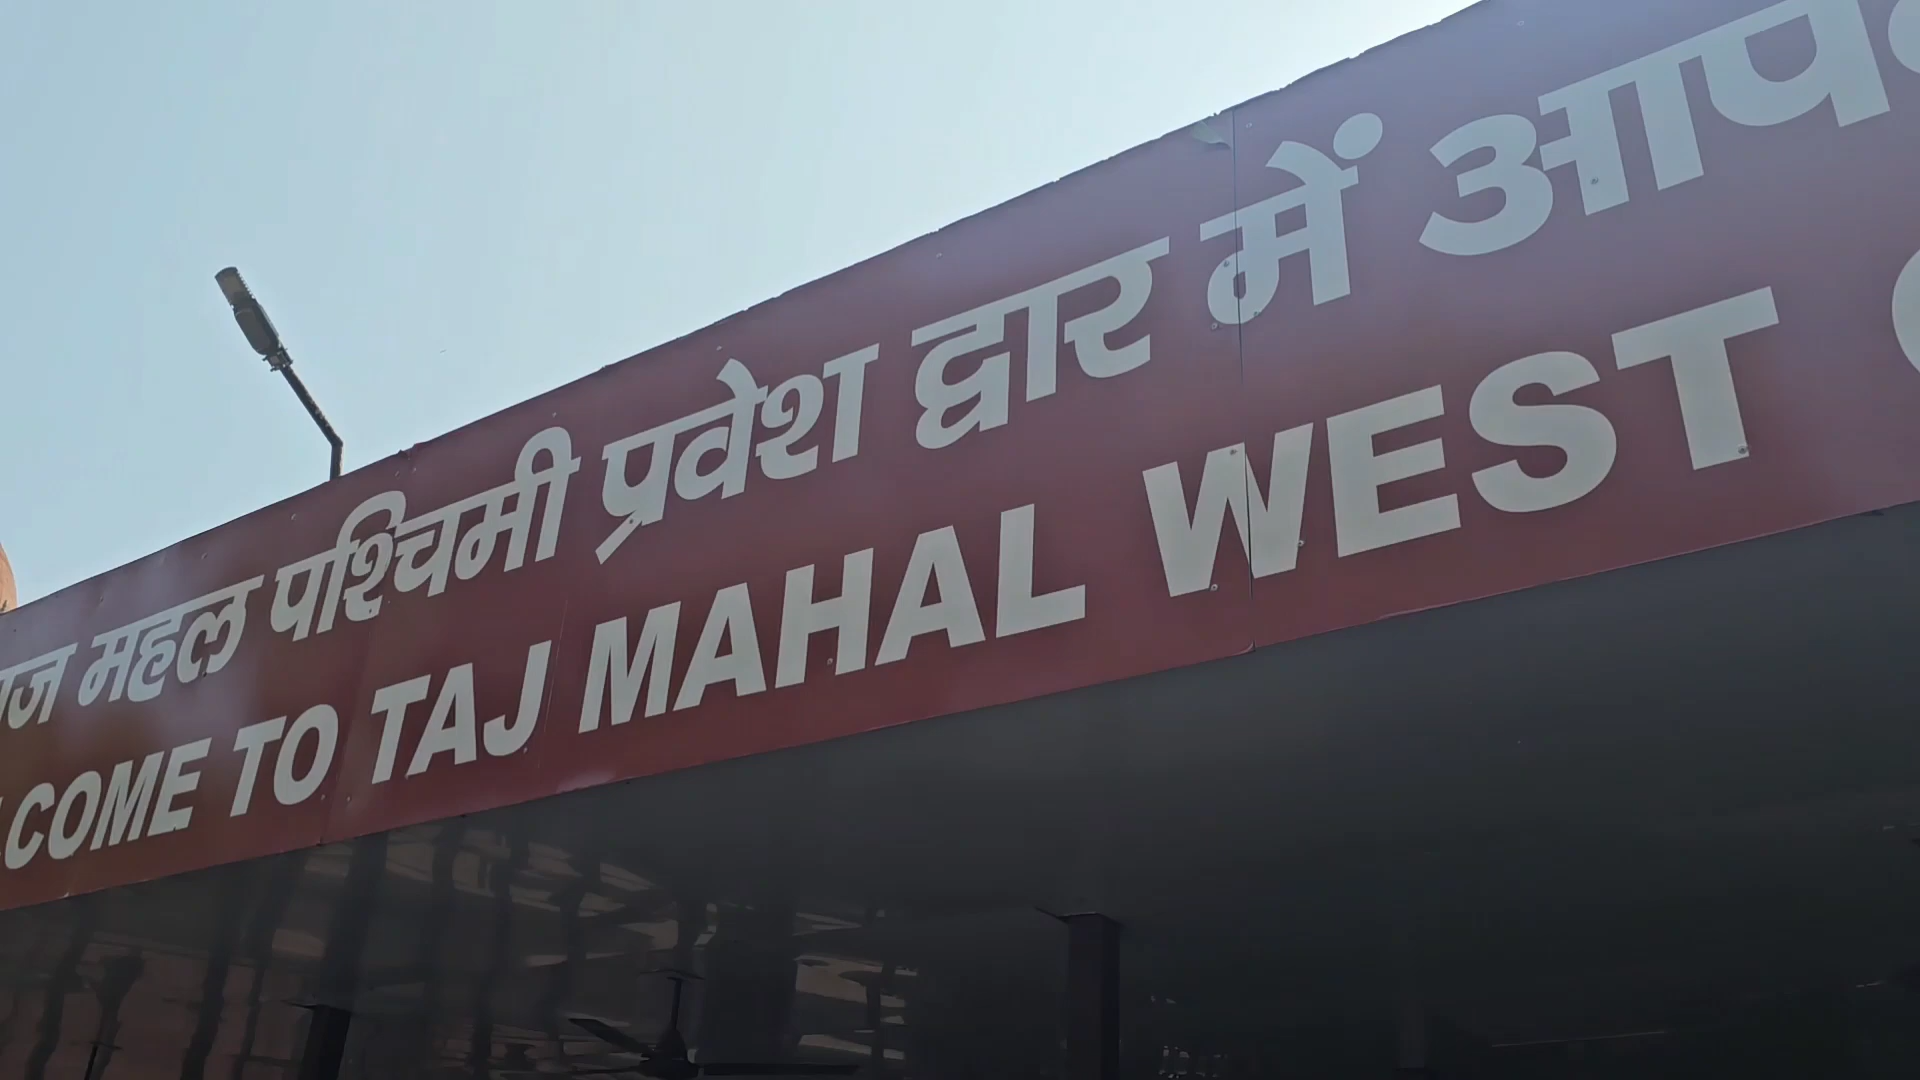 ताज महल पश्चिमी प्रवेश द्वार में
COME TO TAJ MAHAL WEST